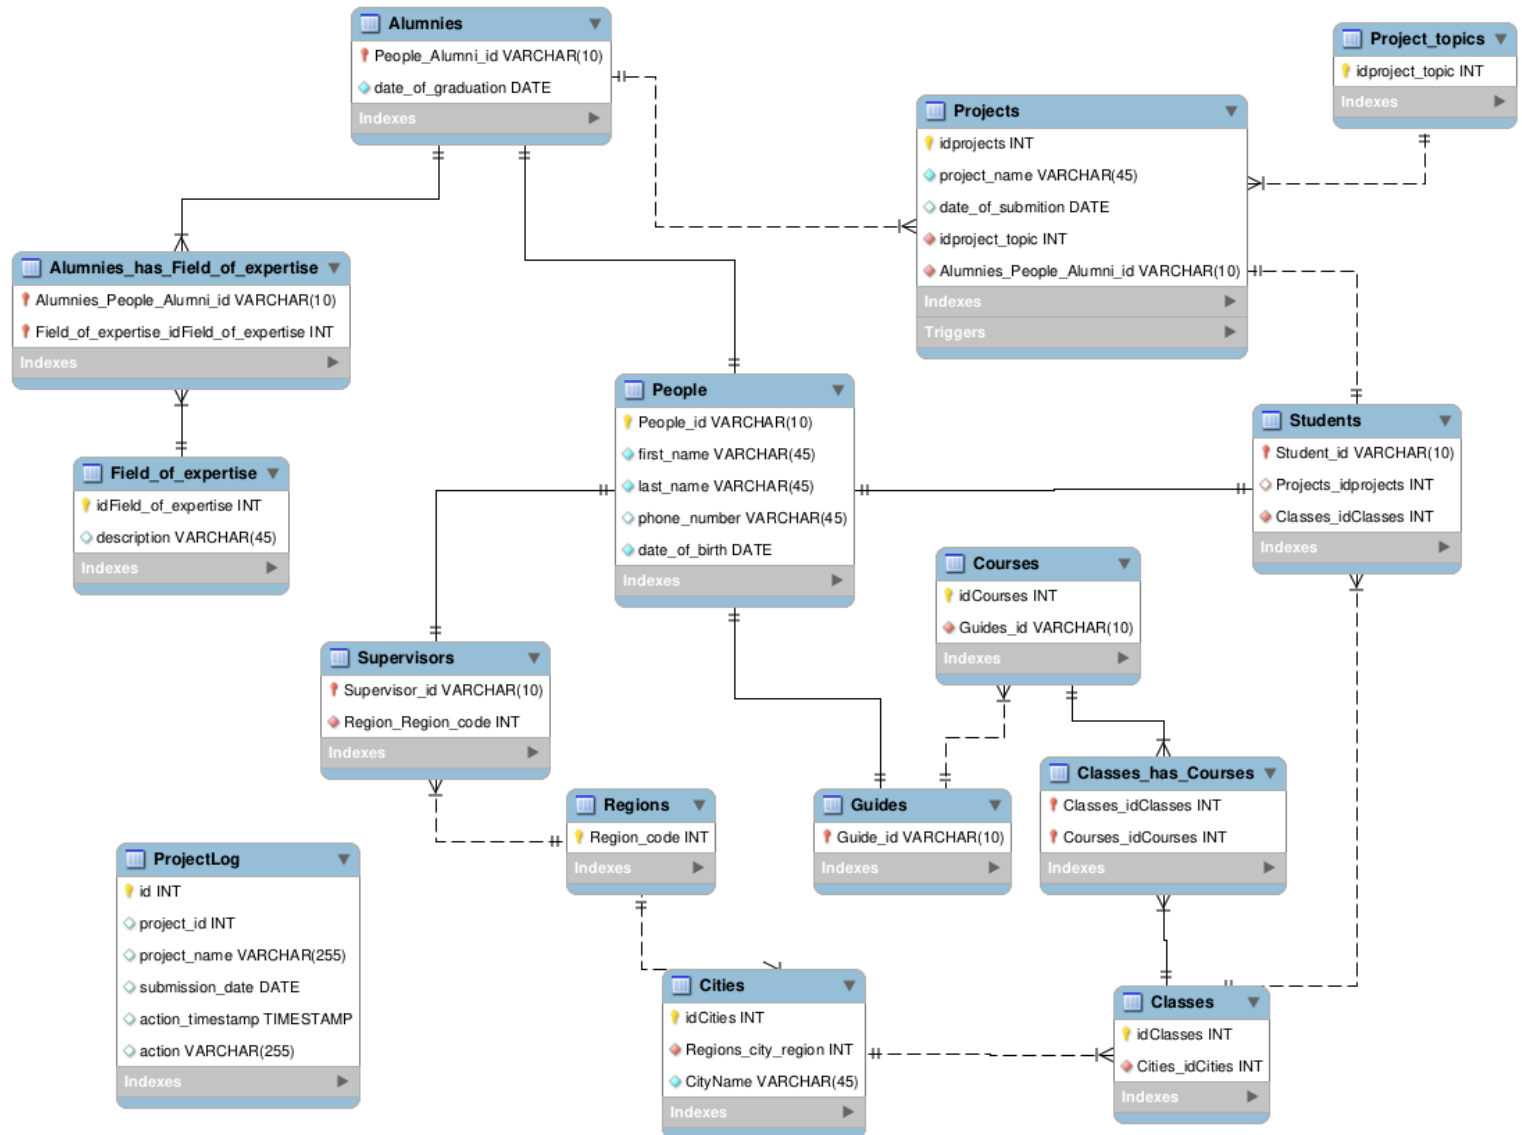 Alumnies
People_Alumni_id VARCHAR(10)
date_of_graduation DATE
Indexes
Project_topics
idproject_topic INT
Indexes
Projects
idprojects INT
project_name VARCHAR(45)
date_of_submition DATE
idproject_topic INT
Alumnies_People_Alumni_id VARCHAR(10)
Indexes
Triggers
Alumnies_has_Field_of_expertise
Alumnies_People_Alumni_id VARCHAR(10)
Field_of_expertise_idField_of_expertise INT
Indexes
People
People_id VARCHAR(10)
first_name VARCHAR(45)
last_name VARCHAR(45)
phone_number VARCHAR(45)
date_of_birth DATE
Indexes
Students
Student_id VARCHAR(10)
Projects_idprojects INT
Classes_idClasses INT
Indexes
Field_of_expertise
idField_of_expertise INT
description VARCHAR(45)
Indexes
Courses
idCourses INT
Guides_id VARCHAR(10)
Indexes
Supervisors
Supervisor_id VARCHAR(10)
Region_Region_code INT
Indexes
Regions
Region_code INT
Indexes
Guides
Guide_id VARCHAR(10)
Indexes
Classes_has_Courses
Classes_idClasses INT
Courses_idCourses INT
Indexes
ProjectLog
id INT
project_id INT
project_name VARCHAR(255)
submission_date DATE
action_timestamp TIMESTAMP
action VARCHAR(255)
Indexes
Cities
idCities INT
Regions_city_region INT
CityName VARCHAR(45)
Indexes
Classes
idClasses INT
Cities_idCities INT
Indexes